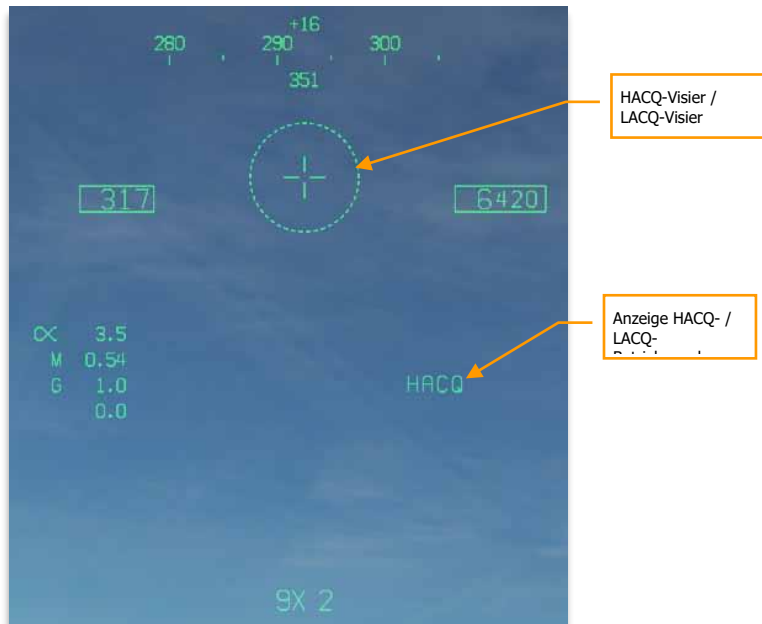 +16
280 290 300
351
HACQ-Visier /
LACQ-Visier
317
6420
Anzeige HACQ- /
LACQ-
α 3.5
M 0.54
HACQ
G 1.0
0.0
9X 2